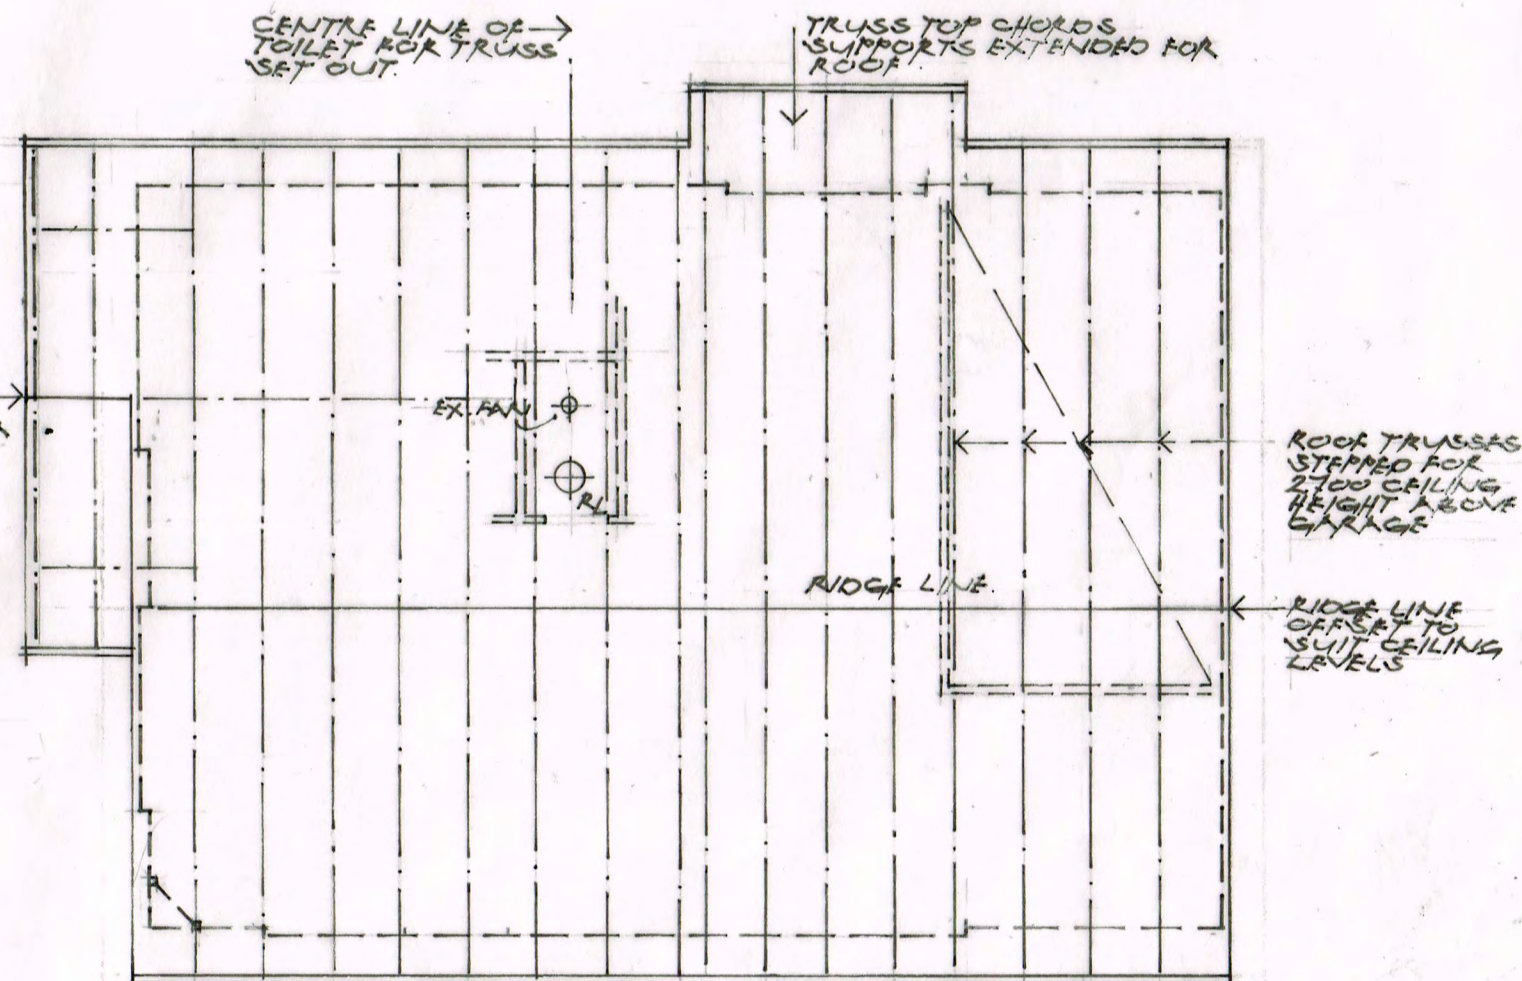 CENTRE LINE OF
TOILET FOR TRUSS
SET OUT.
TRUSS TOP CHORDS
SUPPORTS EXTENDED FOR
ROOF.
EX. FAN
RL
ROOF TRUSSES
STEPPED FOR
2700 CEILING
HEIGHT ABOVE
GARAGE
RIDGE LINE
RIDGE LINE
OFFSET TO
SUIT CEILING
LEVELS